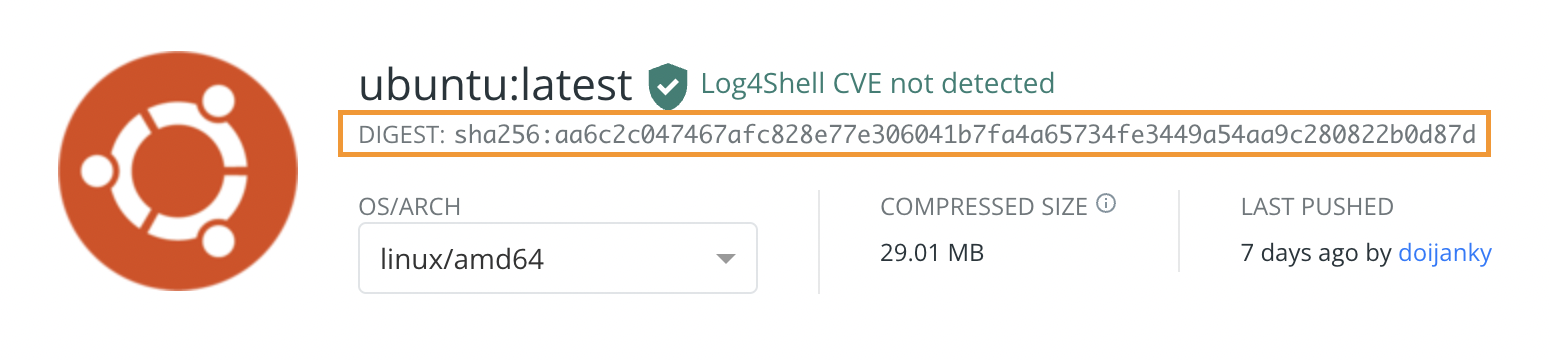 ubuntu:latest Log4Shell CVE not detected
DIGEST: sha256:aa6c2c047467afc828e77e306041b7fa4a65734fe3449a54aa9c280822b0d87d
OS/ARCH
linux/amd64
COMPRESSED SIZE
29.01 MB
LAST PUSHED
7 days ago by doijanky